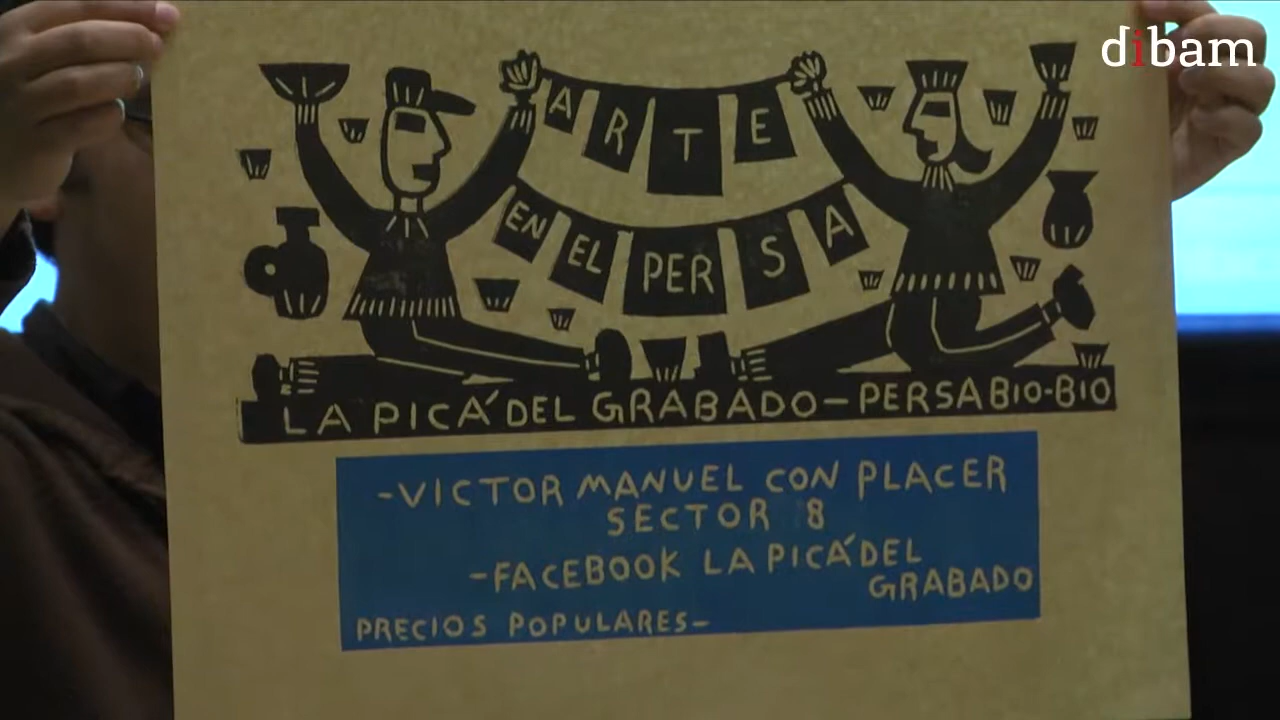 dibam
ARTE
EN EL PERSA
LA PICÁ DEL GRABADO-PERSA BIO-BIO
-VICTOR MANUEL CON PLACER
SECTOR 8
-FACEBOOK LA PICÁ DEL
GRABADO
PRECIOS POPULARES-